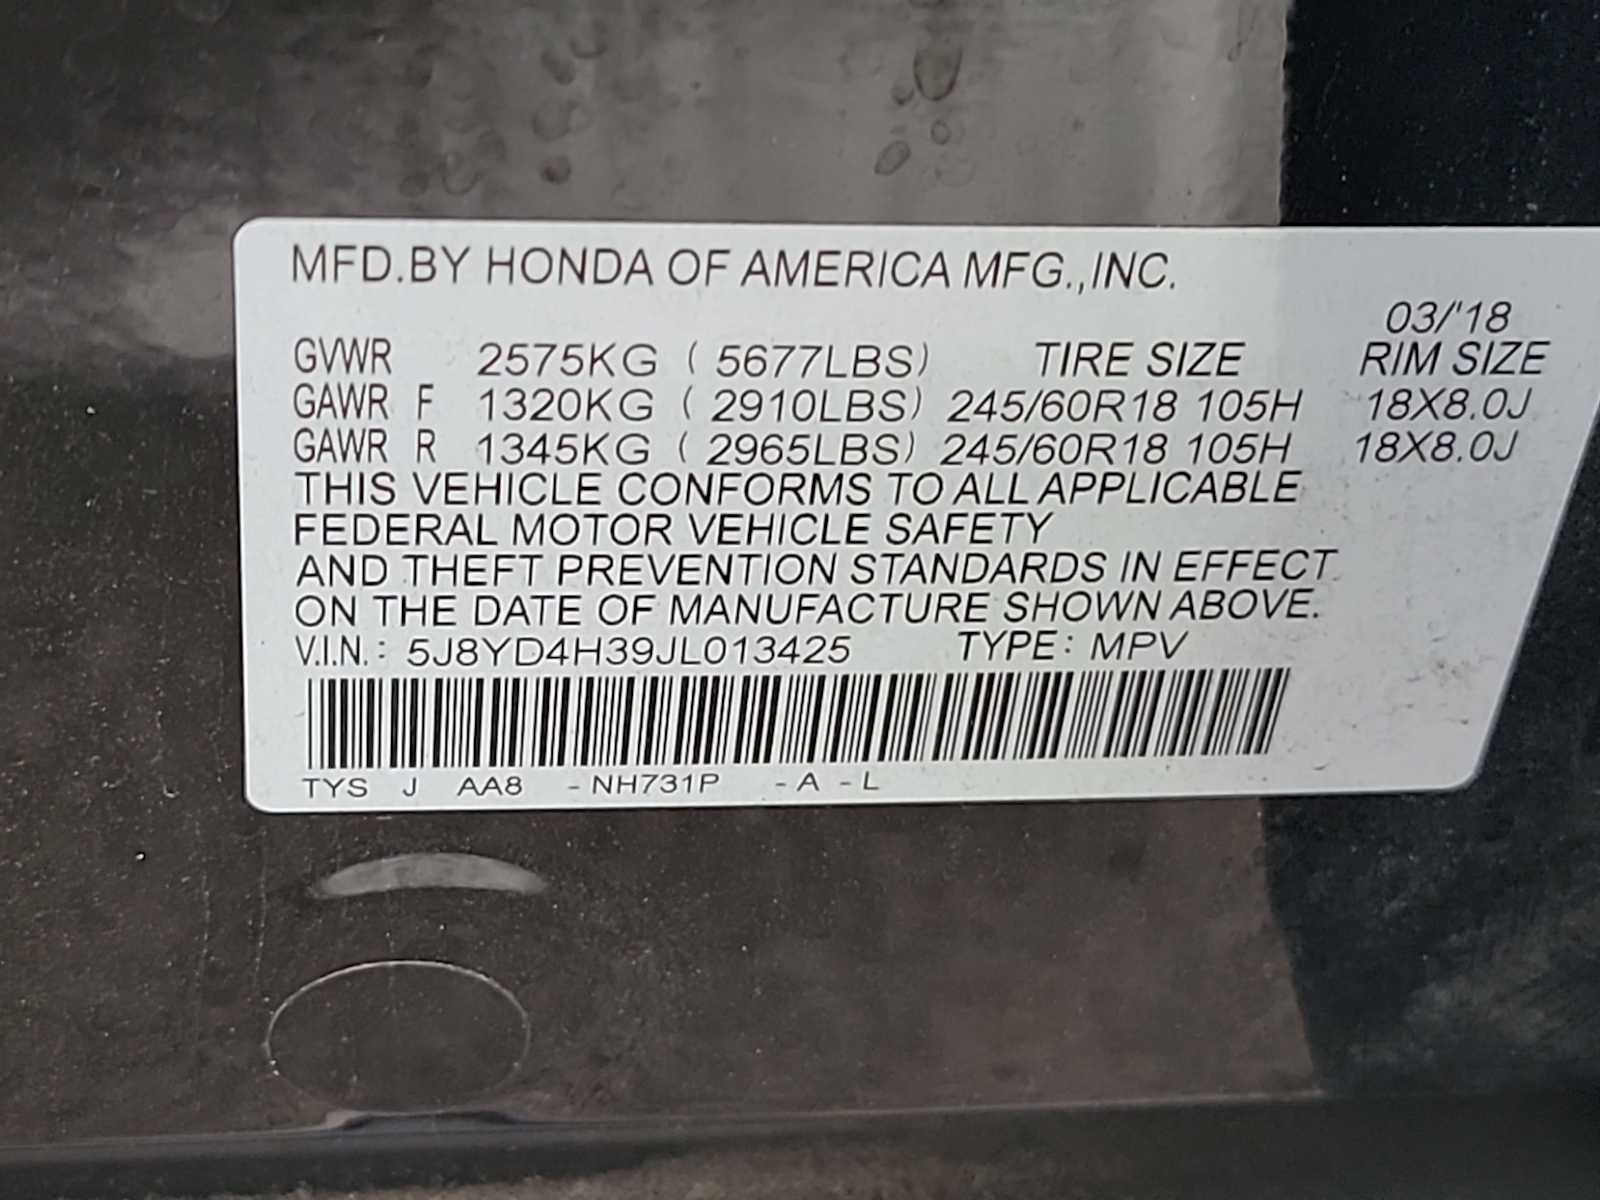 MFD.BY HONDA OF AMERICA MFG.,INC.
03/'18
GVWR 2575KG ( 5677LBS) TIRE SIZE RIM SIZE
GAWR F 1320KG ( 2910LBS) 245/60R18 105H 18X8.0J
GAWR R 1345KG ( 2965LBS) 245/60R18 105H 18X8.0J
THIS VEHICLE CONFORMS TO ALL APPLICABLE
FEDERAL MOTOR VEHICLE SAFETY
AND THEFT PREVENTION STANDARDS IN EFFECT
ON THE DATE OF MANUFACTURE SHOWN ABOVE.
V.I.N.: 5J8YD4H39JL013425 TYPE: MPV
TYS J AA8 -NH731P -A -L